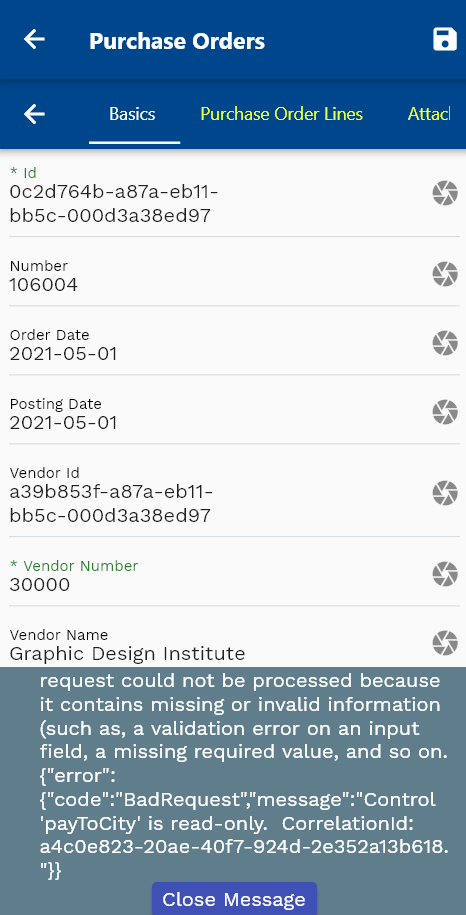 Purchase Orders
Basics Purchase Order Lines Attac
* Id
0c2d764b-a87a-eb11-
bb5c-000d3a38ed97
Number
106004
Order Date
2021-05-01
Posting Date
2021-05-01
Vendor Id
a39b853f-a87a-eb11-
bb5c-000d3a38ed97
* Vendor Number
30000
Vendor Name
Graphic Design Institute
request could not be processed because
it contains missing or invalid information
(such as, a validation error on an input
field, a missing required value, and so on.
{"error":
{"code":"BadRequest","message":"Control
'payToCity' is read-only.  CorrelationId:
a4c0e823-20ae-40f7-924d-2e352a13b618.
"}}
Close Message